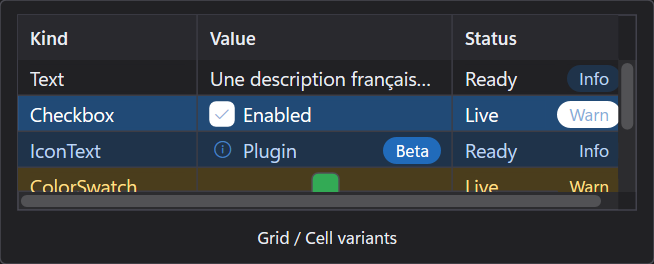 Kind Value Status
Text Une description français... Ready Info
Checkbox Enabled Live Warn
IconText Plugin Beta Ready Info
ColorSwatch Live Warn
Grid / Cell variants